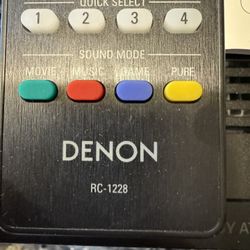 QUICK SELECT
1 2 3 4
SOUND MODE
MOVIE MUSIC GAME PURE
DENON
RC-1228